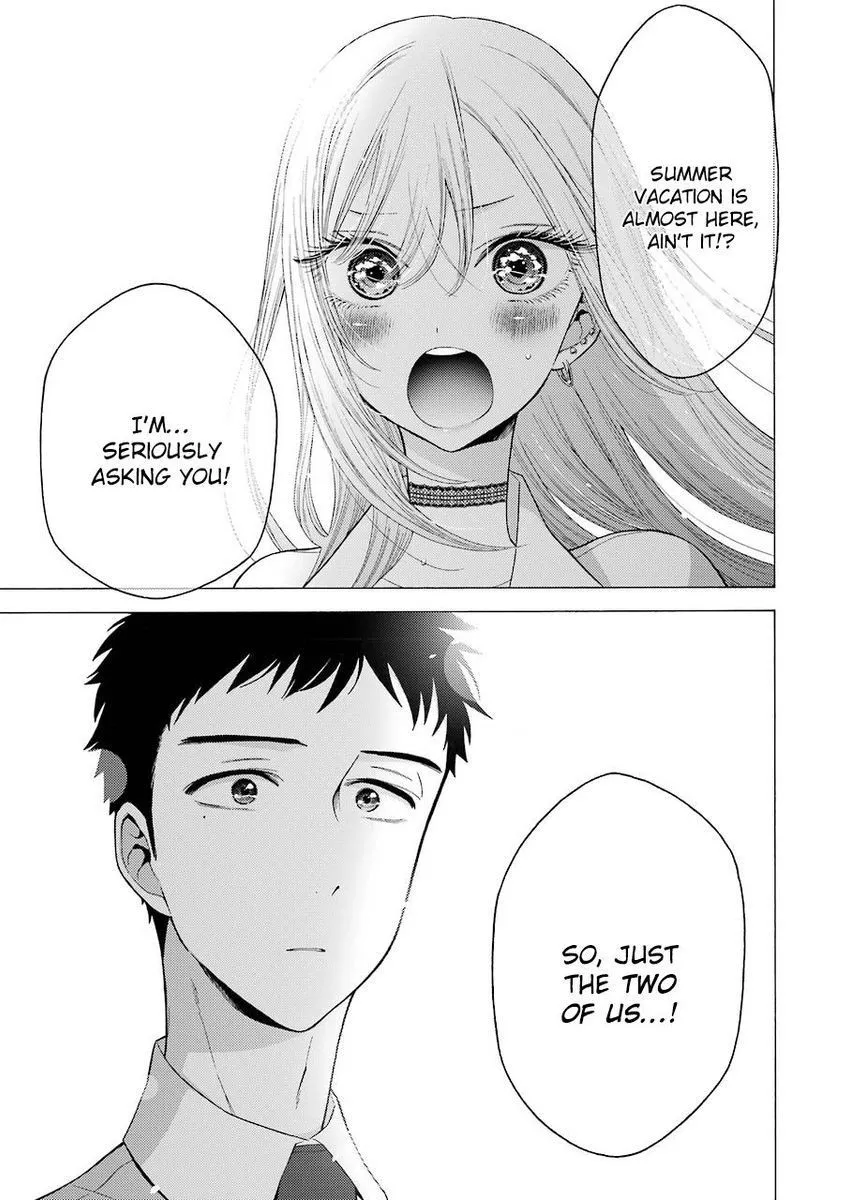 SUMMER
VACATION IS
ALMOST HERE,
AIN'T IT!?
I'M...
SERIOUSLY
ASKING YOU!
SO, JUST
THE TWO
OF US...!